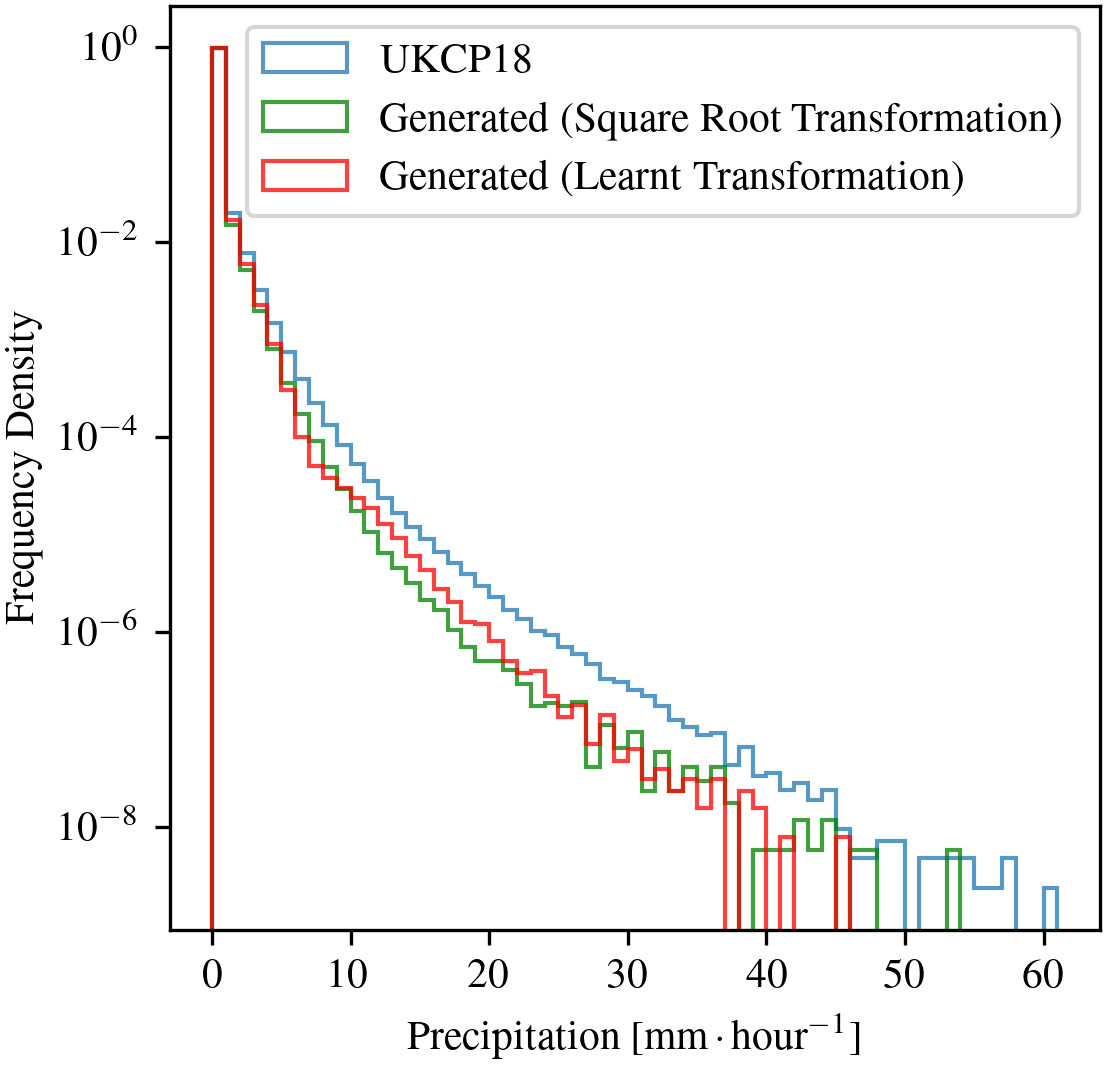 UKCP18
Generated (Square Root Transformation)
Generated (Learnt Transformation)
10⁰
10⁻²
10⁻⁴
10⁻⁶
10⁻⁸
Frequency Density
0 10 20 30 40 50 60
Precipitation [mm · hour⁻¹]